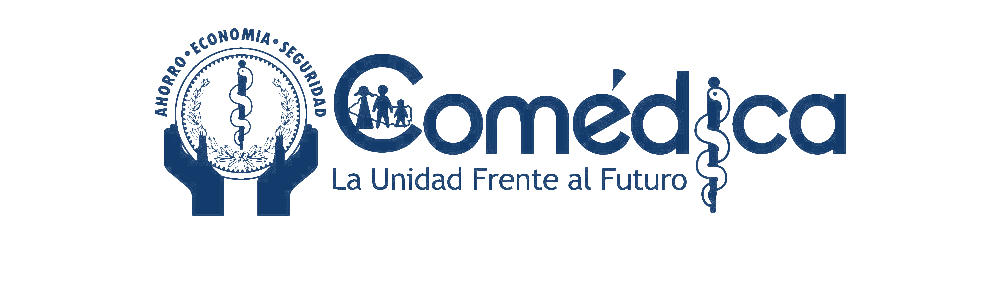 AHORRO • ECONOMIA • SEGURIDAD
Comédica
La Unidad Frente al Futuro